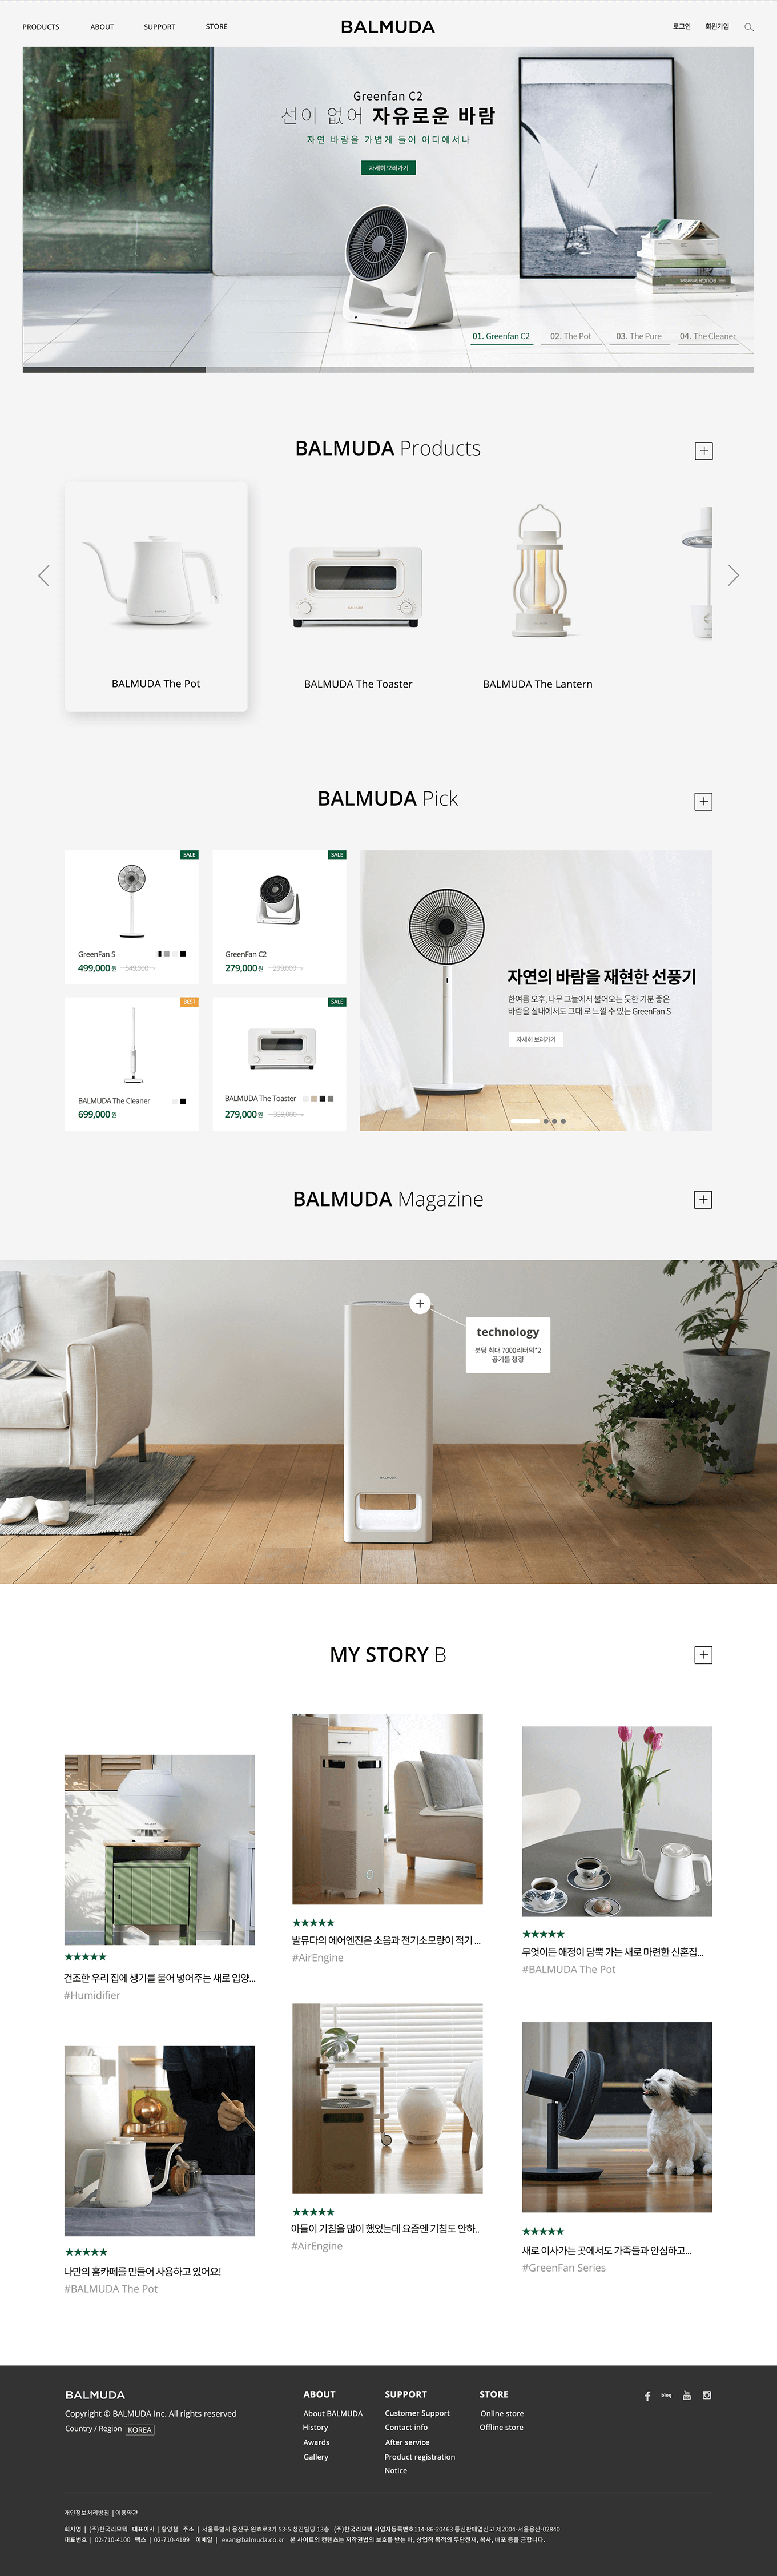 PRODUCTS ABOUT SUPPORT STORE BALMUDA 로그인 회원가입
Greenfan C2
선이 없어 자유로운 바람
자연 바람을 가볍게 들어 어디에서나
자세히 보러가기
01. Greenfan C2 02. The Pot 03. The Pure 04. The Cleaner
BALMUDA Products
BALMUDA The Pot
BALMUDA The Toaster
BALMUDA The Lantern
BALMUDA Pick
SALE
GreenFan S
499,000원 549,000
SALE
GreenFan C2
279,000원 299,000
BEST
BALMUDA The Cleaner
699,000원
SALE
BALMUDA The Toaster
279,000원 339,000
자연의 바람을 재현한 선풍기
한여름 오후, 나무 그늘에서 불어오는 듯한 기분 좋은
바람을 실내에서도 그대 로 느낄 수 있는 GreenFan S
자세히 보러가기
BALMUDA Magazine
technology
분당 최대 7000리터의*2
공기를 청정
BALMUDA
MY STORY B
★★★★★
건조한 우리 집에 생기를 불어 넣어주는 새로 입양...
#Humidifier
★★★★★
발뮤다의 에어엔진은 소음과 전기소모량이 적기 ...
#AirEngine
★★★★★
무엇이든 애정이 담뿍 가는 새로 마련한 신혼집...
#BALMUDA The Pot
★★★★★
나만의 홈카페를 만들어 사용하고 있어요!
#BALMUDA The Pot
★★★★★
아들이 기침을 많이 했었는데 요즘엔 기침도 안하..
#AirEngine
★★★★★
새로 이사가는 곳에서도 가족들과 안심하고...
#GreenFan Series
BALMUDA
Copyright © BALMUDA Inc. All rights reserved
Country / Region KOREA
ABOUT
About BALMUDA
History
Awards
Gallery
SUPPORT
Customer Support
Contact info
After service
Product registration
Notice
STORE
Online store
Offline store
blog
개인정보처리방침 | 이용약관
회사명 | (주)한국리모텍 대표이사 | 황영철 주소 | 서울특별시 용산구 원효로3가 53-5 청진빌딩 13층 (주)한국리모텍 사업자등록번호114-86-20463 통신판매업신고 제2004-서울용산-02840
대표번호 | 02-710-4100 팩스 | 02-710-4199 이메일 | evan@balmuda.co.kr 본 사이트의 컨텐츠는 저작권법의 보호를 받는 바, 상업적 목적의 무단전재, 복사, 배포 등을 금합니다.